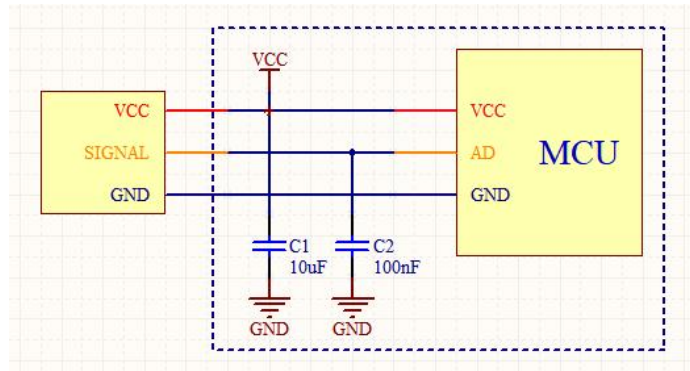 VCC
VCC
SIGNAL
GND
VCC
AD
GND
MCU
C1
10uF
C2
100nF
GND
GND